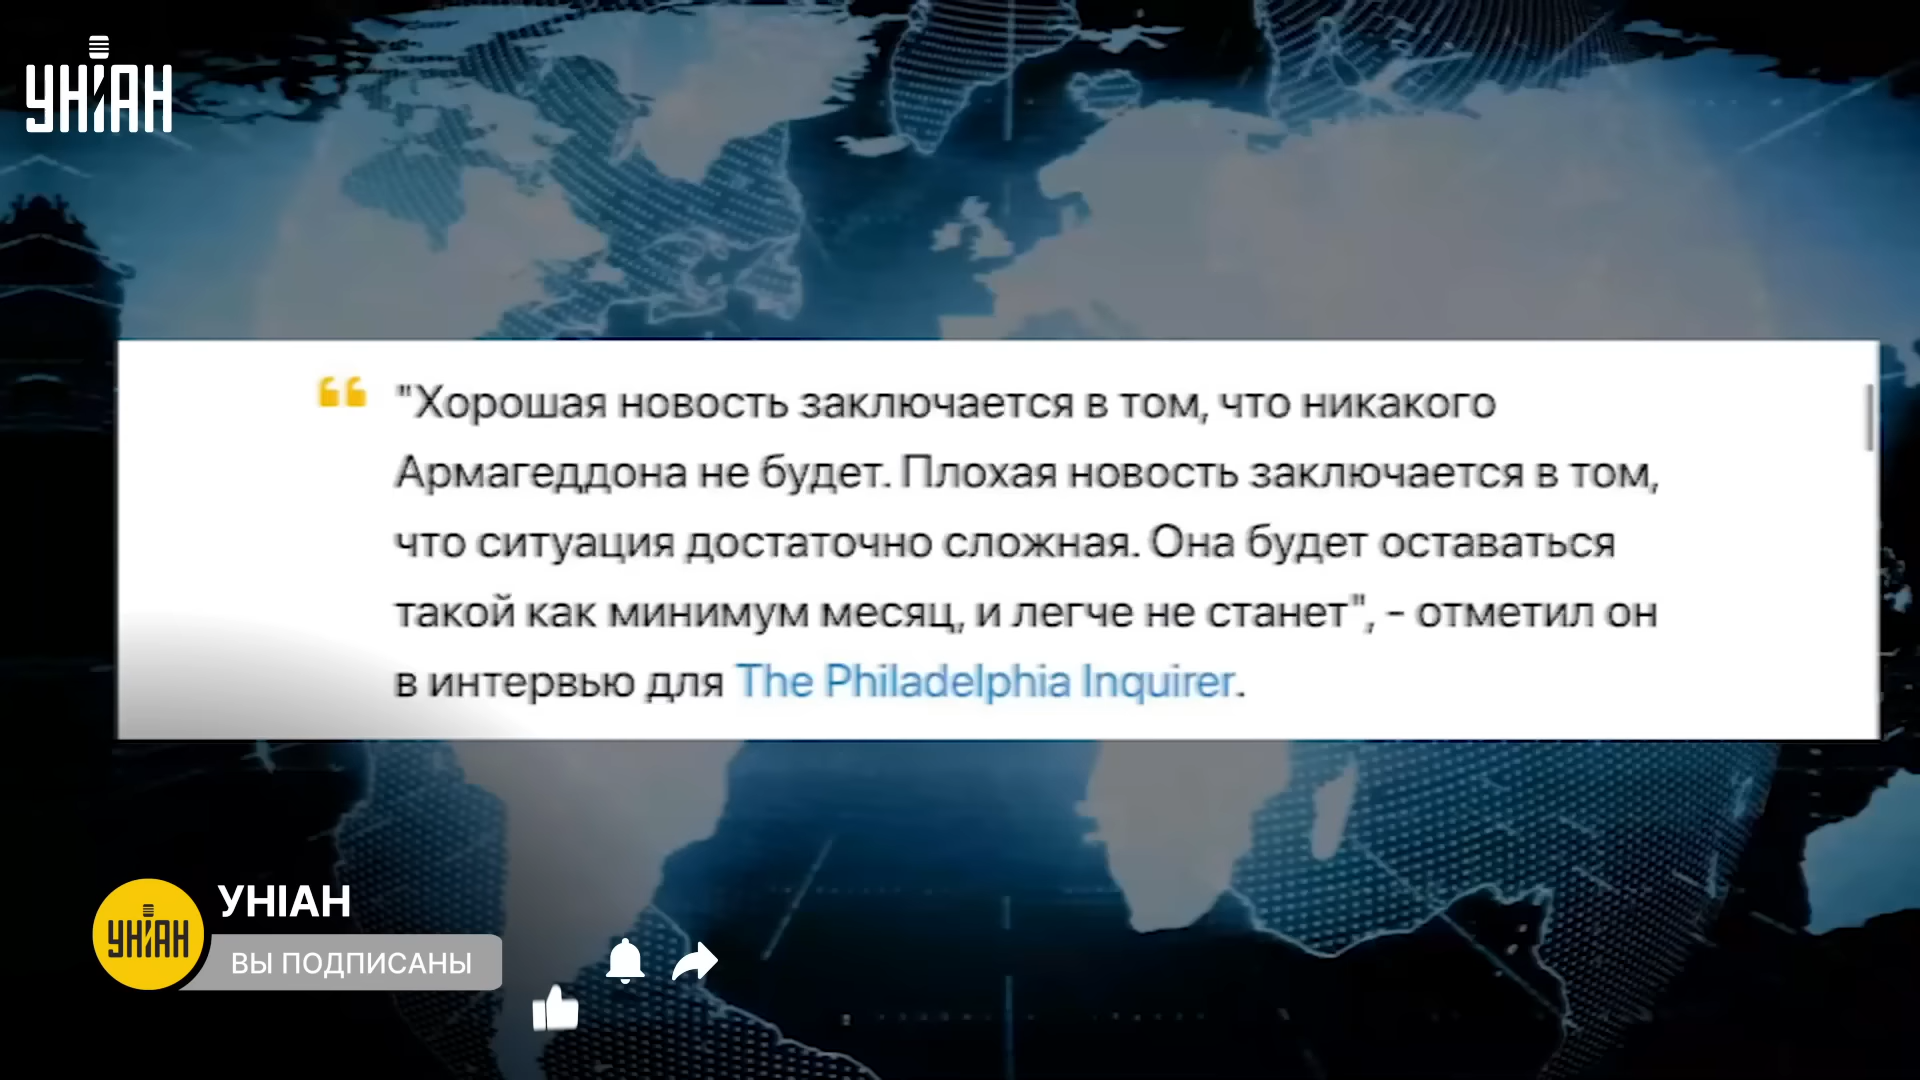 УНІАН
"Хорошая новость заключается в том, что никакого
Армагеддона не будет. Плохая новость заключается в том,
что ситуация достаточно сложная. Она будет оставаться
такой как минимум месяц, и легче не станет", - отметил он
в интервью для The Philadelphia Inquirer.
УНІАН
УНІАН
ВЫ ПОДПИСАНЫ